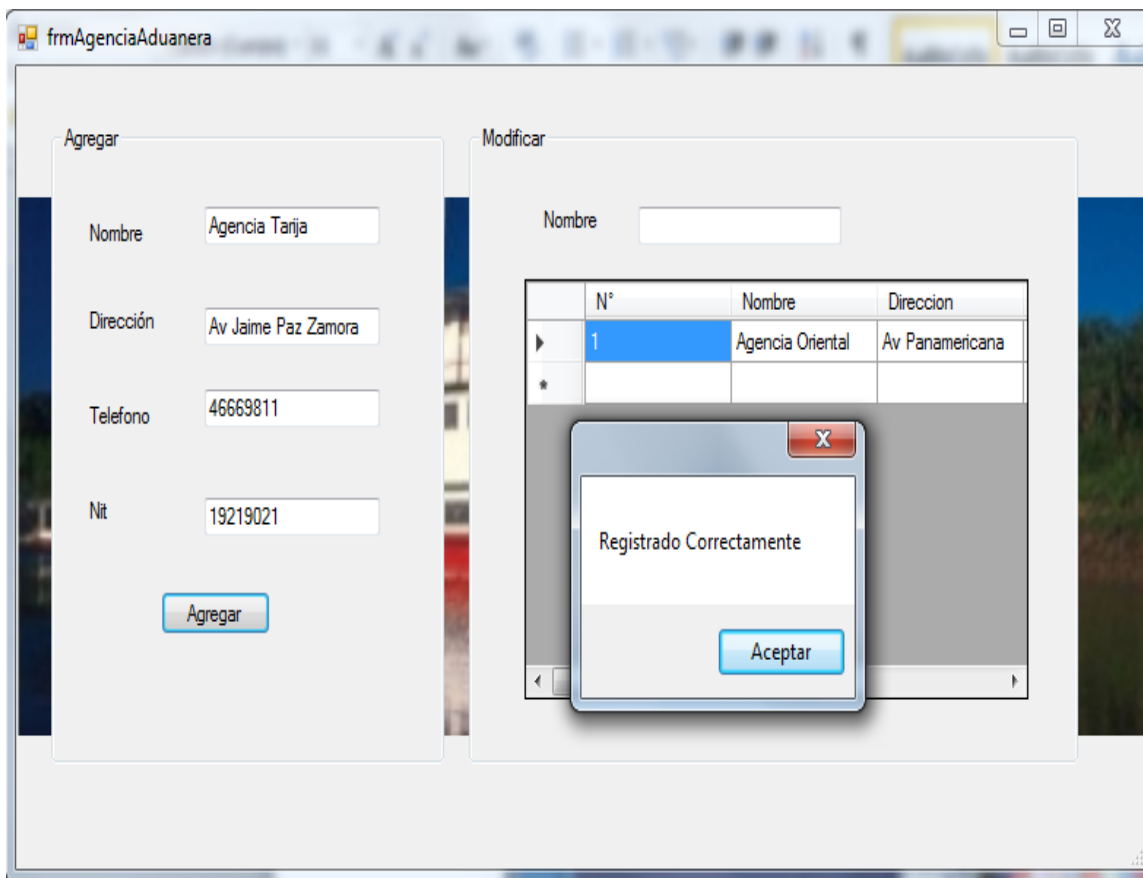 frmAgenciaAduanera
Agregar
Nombre
Agencia Tarija
Dirección
Av Jaime Paz Zamora
Telefono
46669811
Nit
19219021
Agregar
Modificar
Nombre
N° Nombre Direccion
1 Agencia Oriental Av Panamericana
Registrado Correctamente
Aceptar